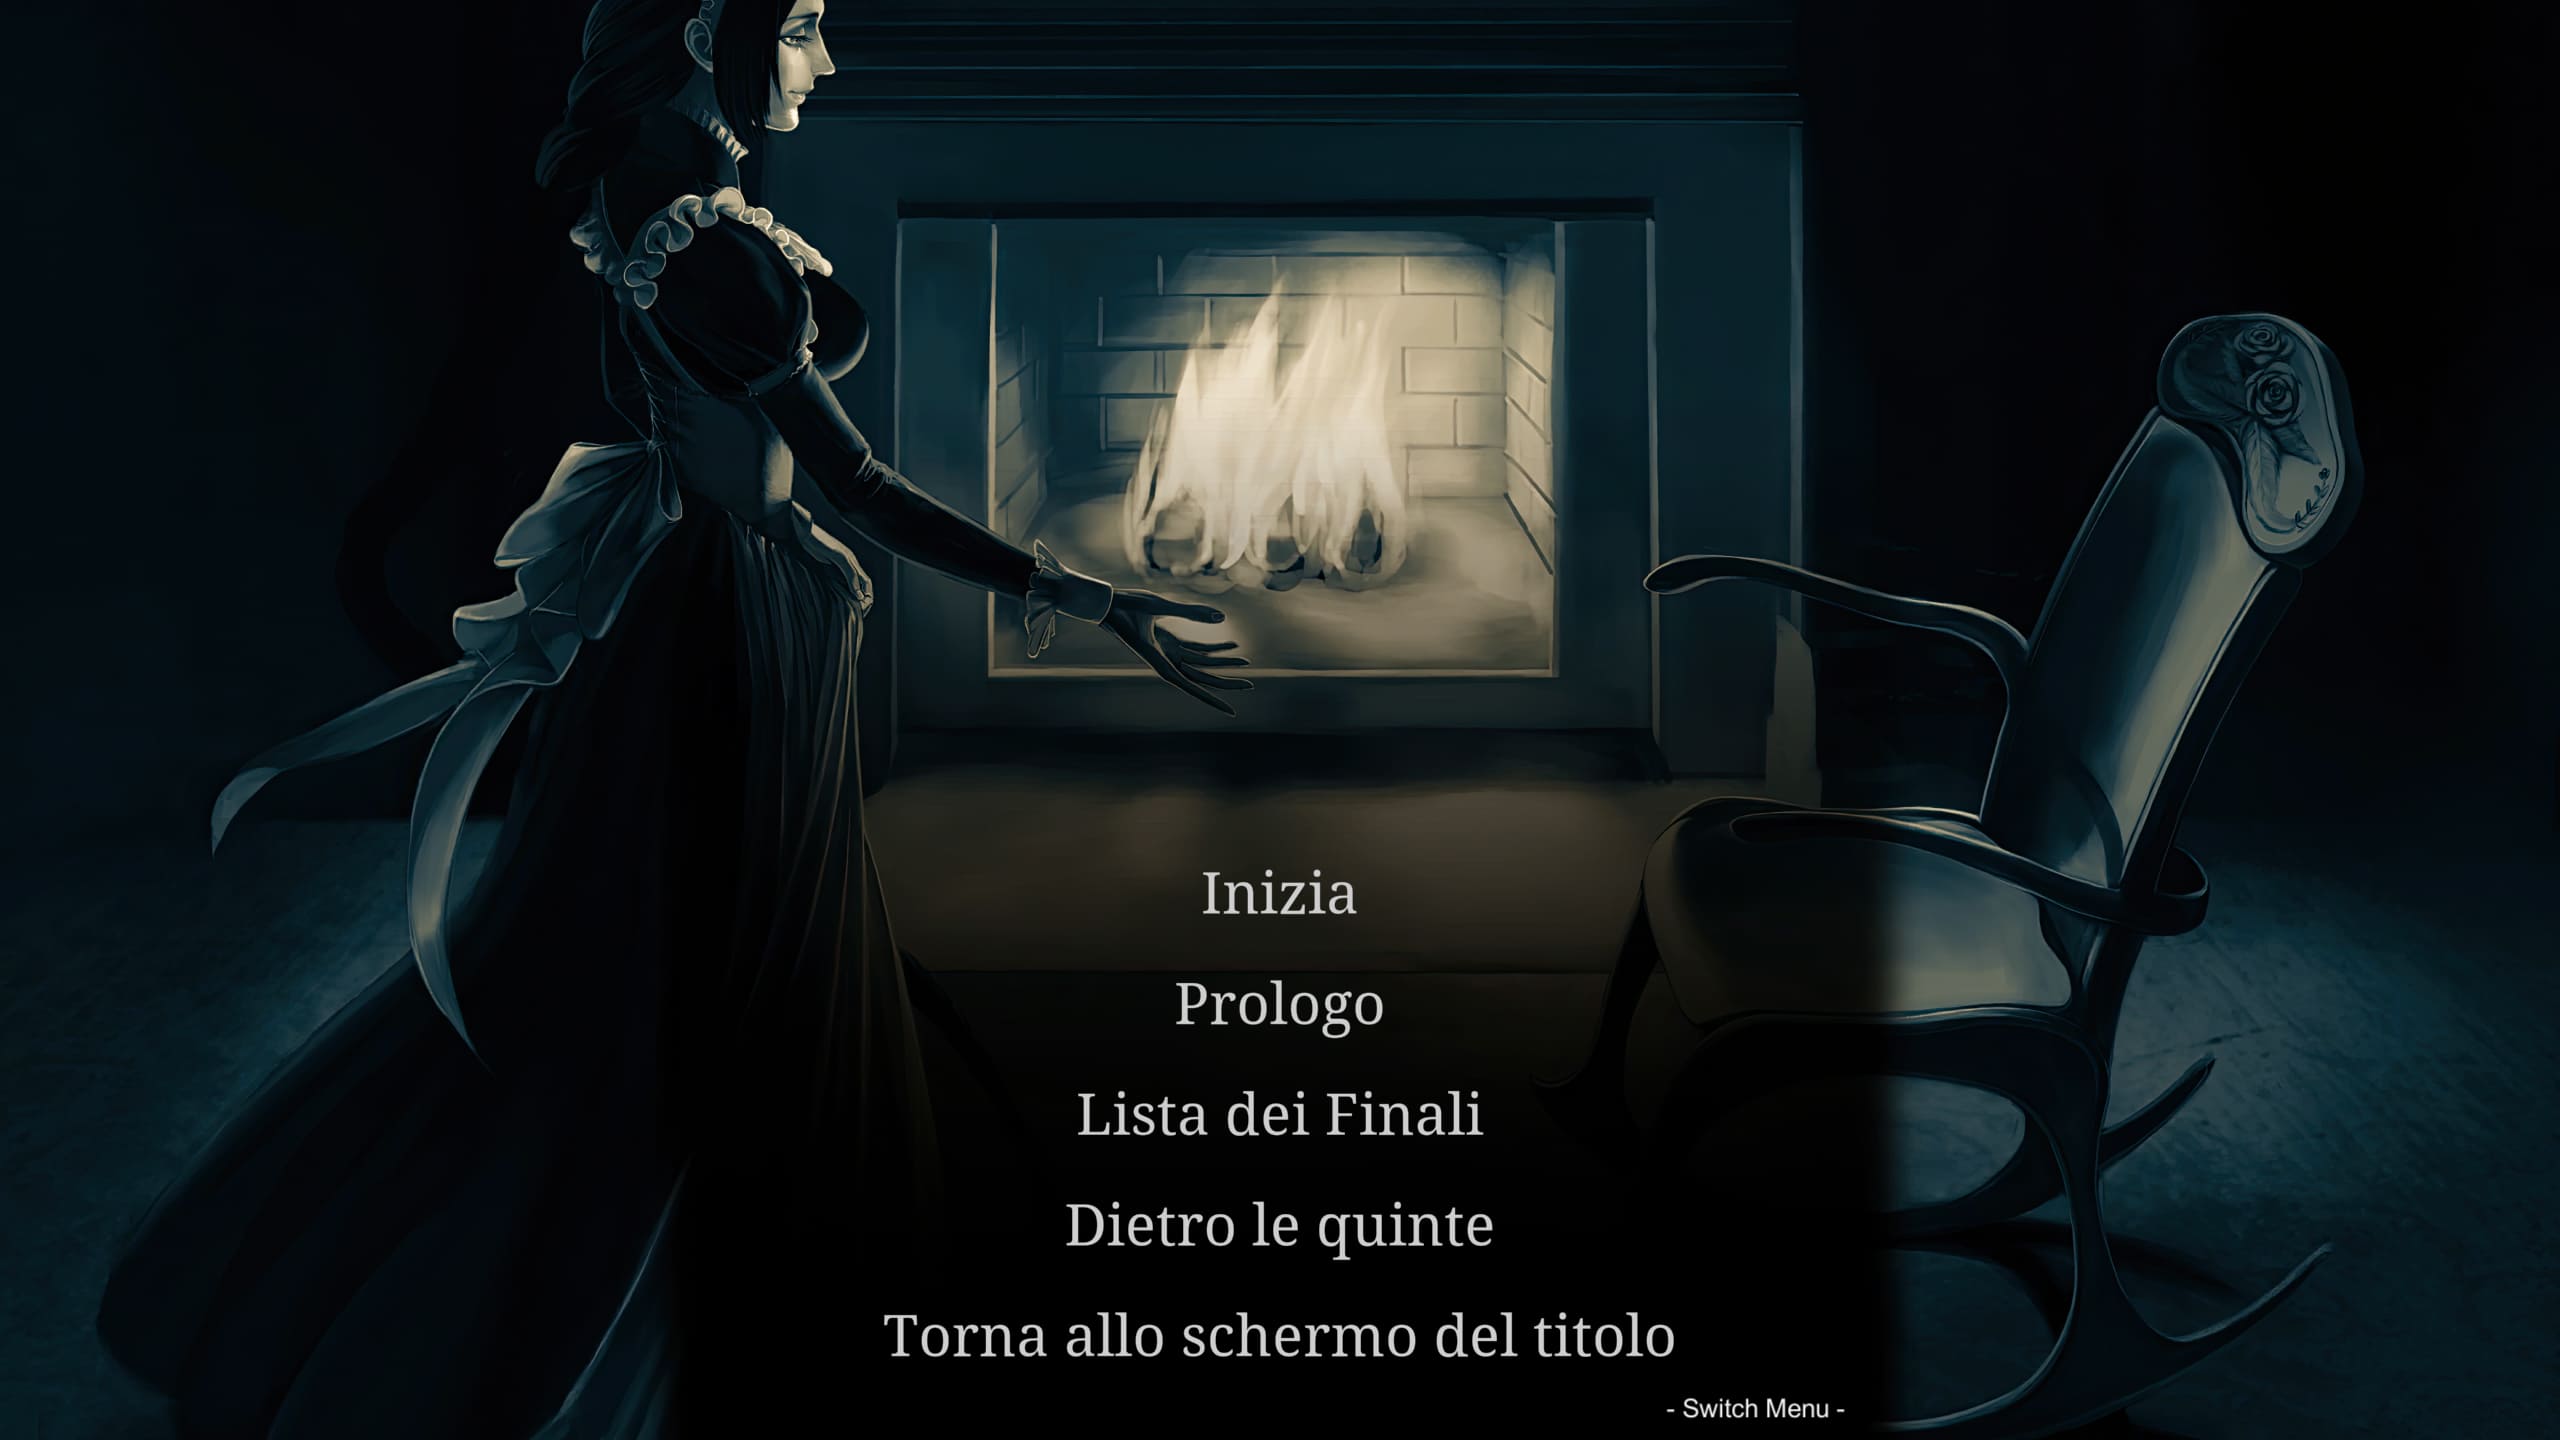 Inizia
Prologo
Lista dei Finali
Dietro le quinte
Torna allo schermo del titolo
- Switch Menu -